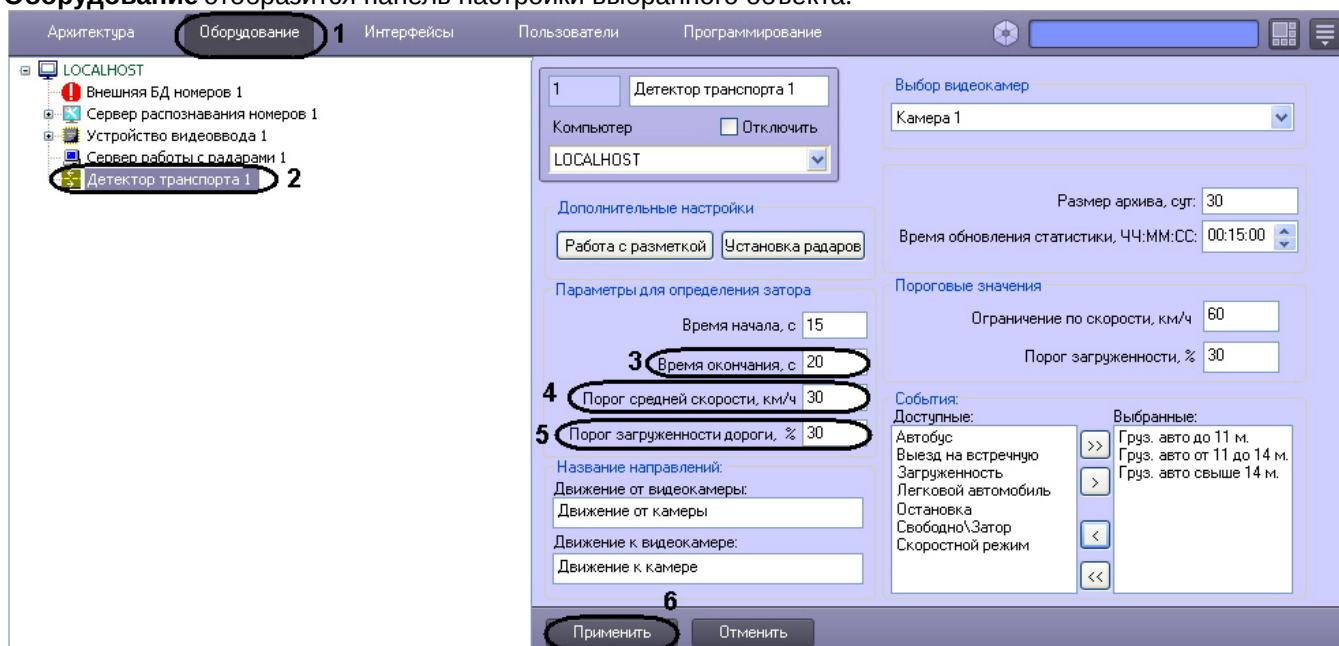 Оборудование отобразится панель настройки выбранного объекта.
Архитектура Оборудование 1 Интерфейсы Пользователи Программирование
LOCALHOST
Внешняя БД номеров 1
Сервер распознавания номеров 1
Устройство видеоввода 1
Сервер работы с радарами 1
Детектор транспорта 1 2
1 Детектор транспорта 1
Компьютер Отключить
LOCALHOST
Дополнительные настройки
Работа с разметкой Установка радаров
Параметры для определения затора
Время начала, с 15
3 Время окончания, с 20
4 Порог средней скорости, км/ч 30
5 Порог загруженности дороги, % 30
Название направлений:
Движение от видеокамеры:
Движение от камеры
Движение к видеокамере:
Движение к камере
Выбор видеокамер
Камера 1
Размер архива, сут: 30
Время обновления статистики, ЧЧ:ММ:СС: 00:15:00
Пороговые значения
Ограничение по скорости, км/ч 60
Порог загруженности, % 30
События:
Доступные:
Автобус
Выезд на встречную
Загруженность
Легковой автомобиль
Остановка
Свободно\Затор
Скоростной режим
>>
>
<
<<
Выбранные:
Груз. авто до 11 м.
Груз. авто от 11 до 14 м.
Груз. авто свыше 14 м.
6
Применить Отменить